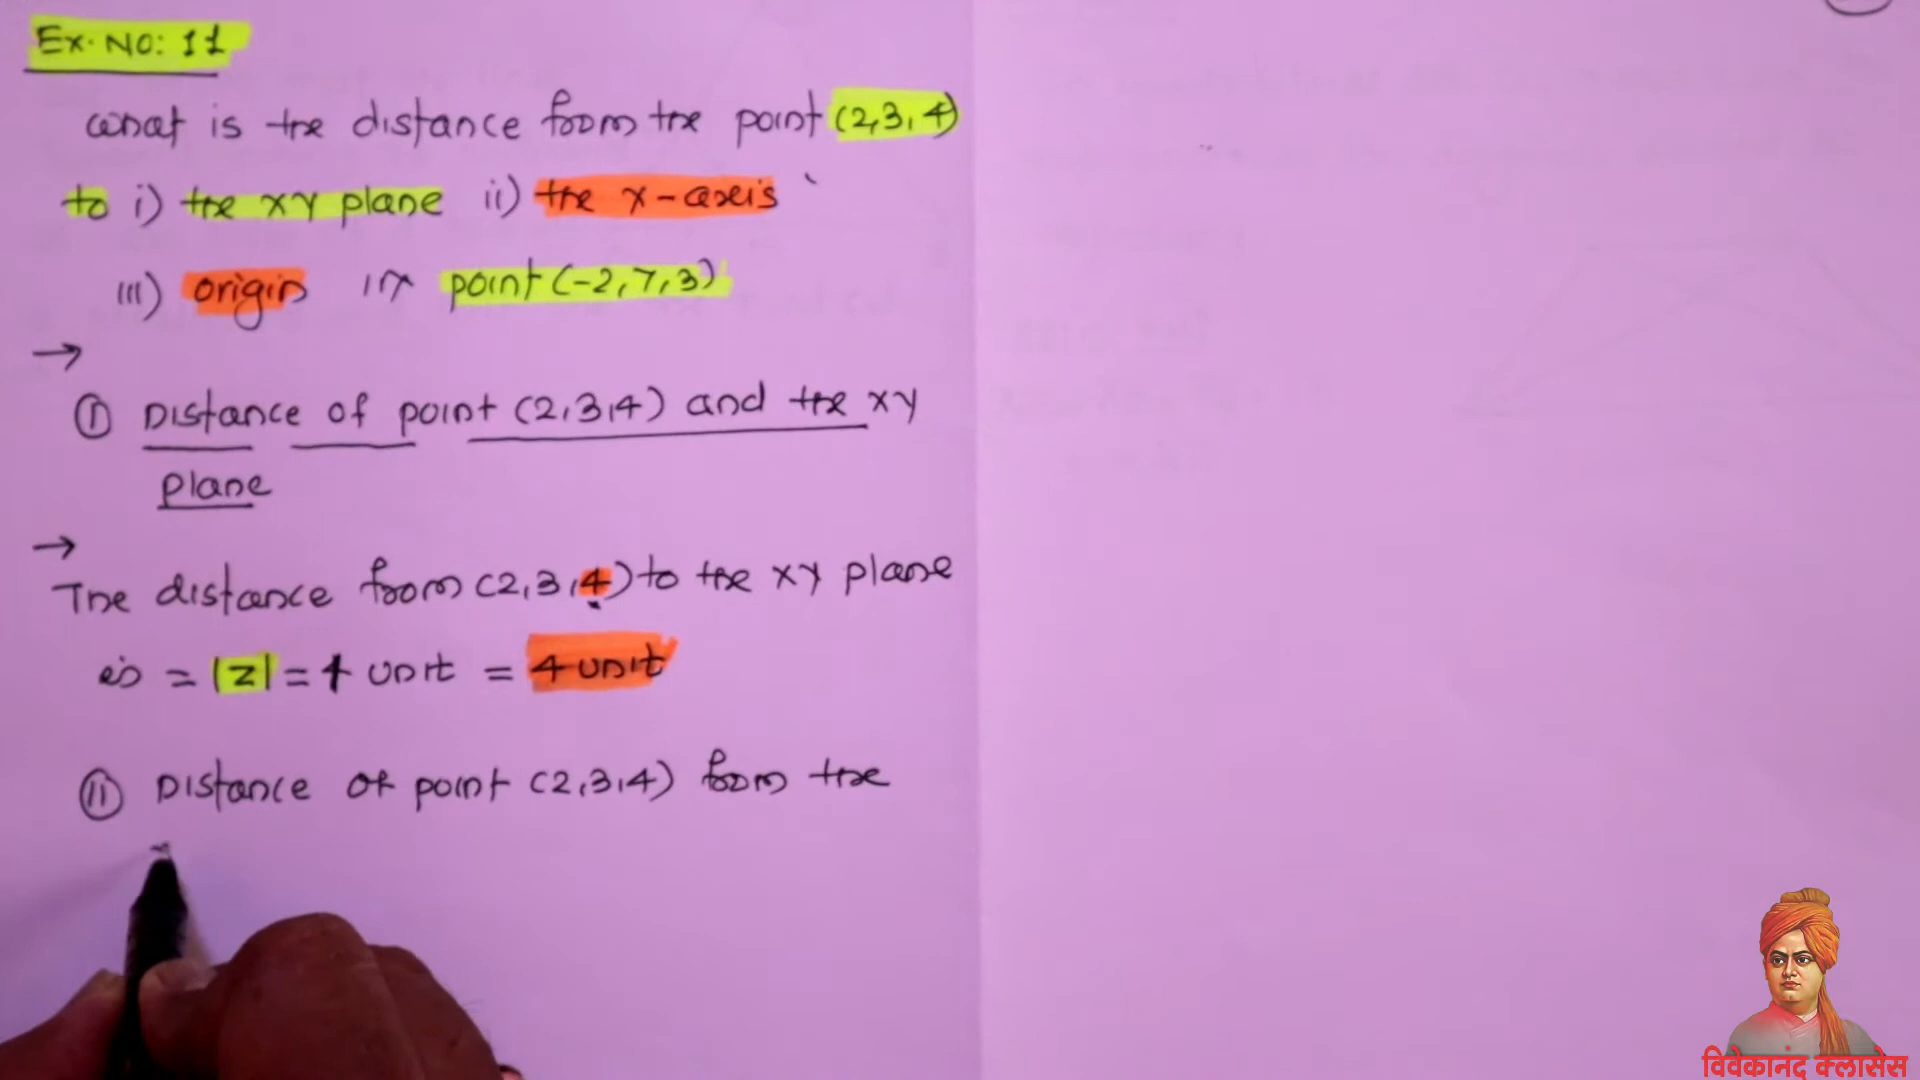 Ex. No: 11
What is the distance from the point (2,3,4)
to i) the xy plane ii) the x-axis
iii) origin iv) point (-2,7,3)
→
① Distance of point (2,3,4) and the xy
plane
→
The distance from (2,3,4) to the xy plane
is = |z| = 4 unit = 4 unit
⑪ Distance of point (2,3,4) from the
विवेकानंद क्लासेस